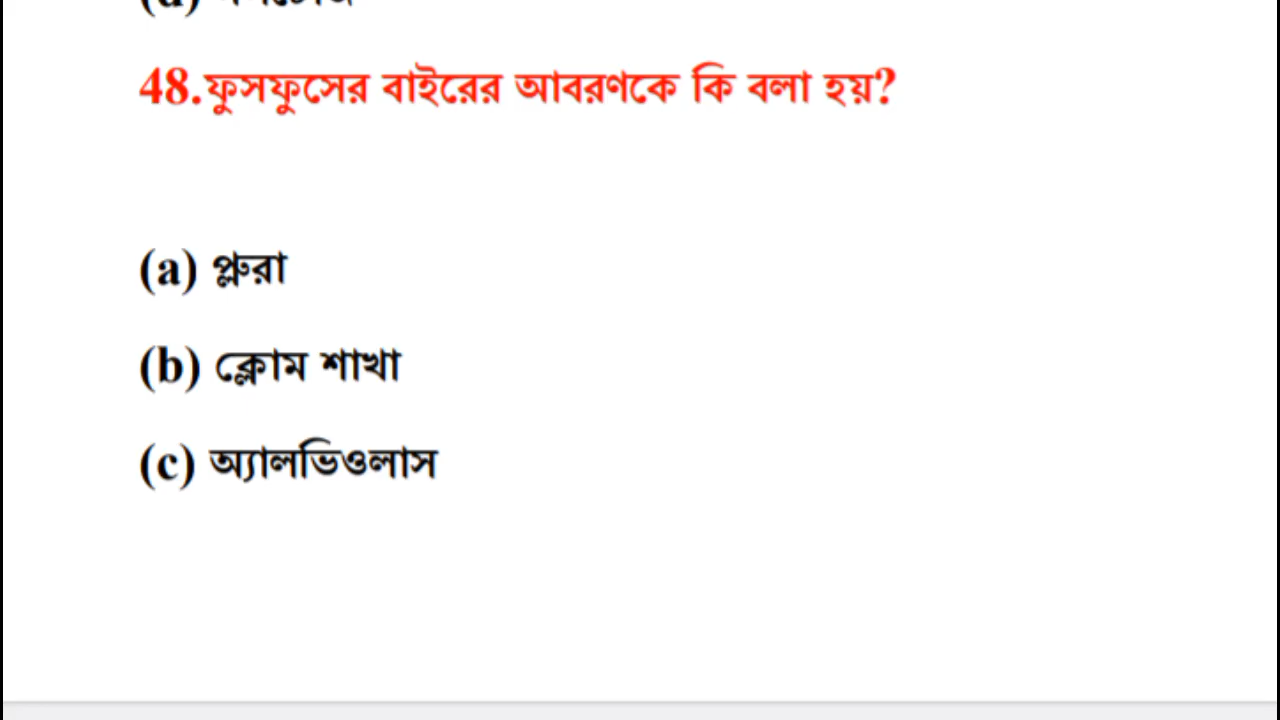 (d)
48.ফুসফুসের বাইরের আবরণকে কি বলা হয়?
(a) প্লুরা
(b) ক্লোম শাখা
(c) অ্যালভিওলাস